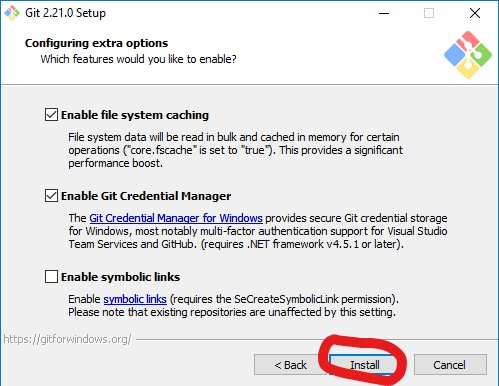 Git 2.21.0 Setup
Configuring extra options
Which features would you like to enable?
Enable file system caching
File system data will be read in bulk and cached in memory for certain
operations ("core.fscache" is set to "true"). This provides a significant
performance boost.
Enable Git Credential Manager
The Git Credential Manager for Windows provides secure Git credential storage
for Windows, most notably multi-factor authentication support for Visual Studio
Team Services and GitHub. (requires .NET framework v4.5.1 or later).
Enable symbolic links
Enable symbolic links (requires the SeCreateSymbolicLink permission).
Please note that existing repositories are unaffected by this setting.
https://gitforwindows.org/
< Back Install Cancel